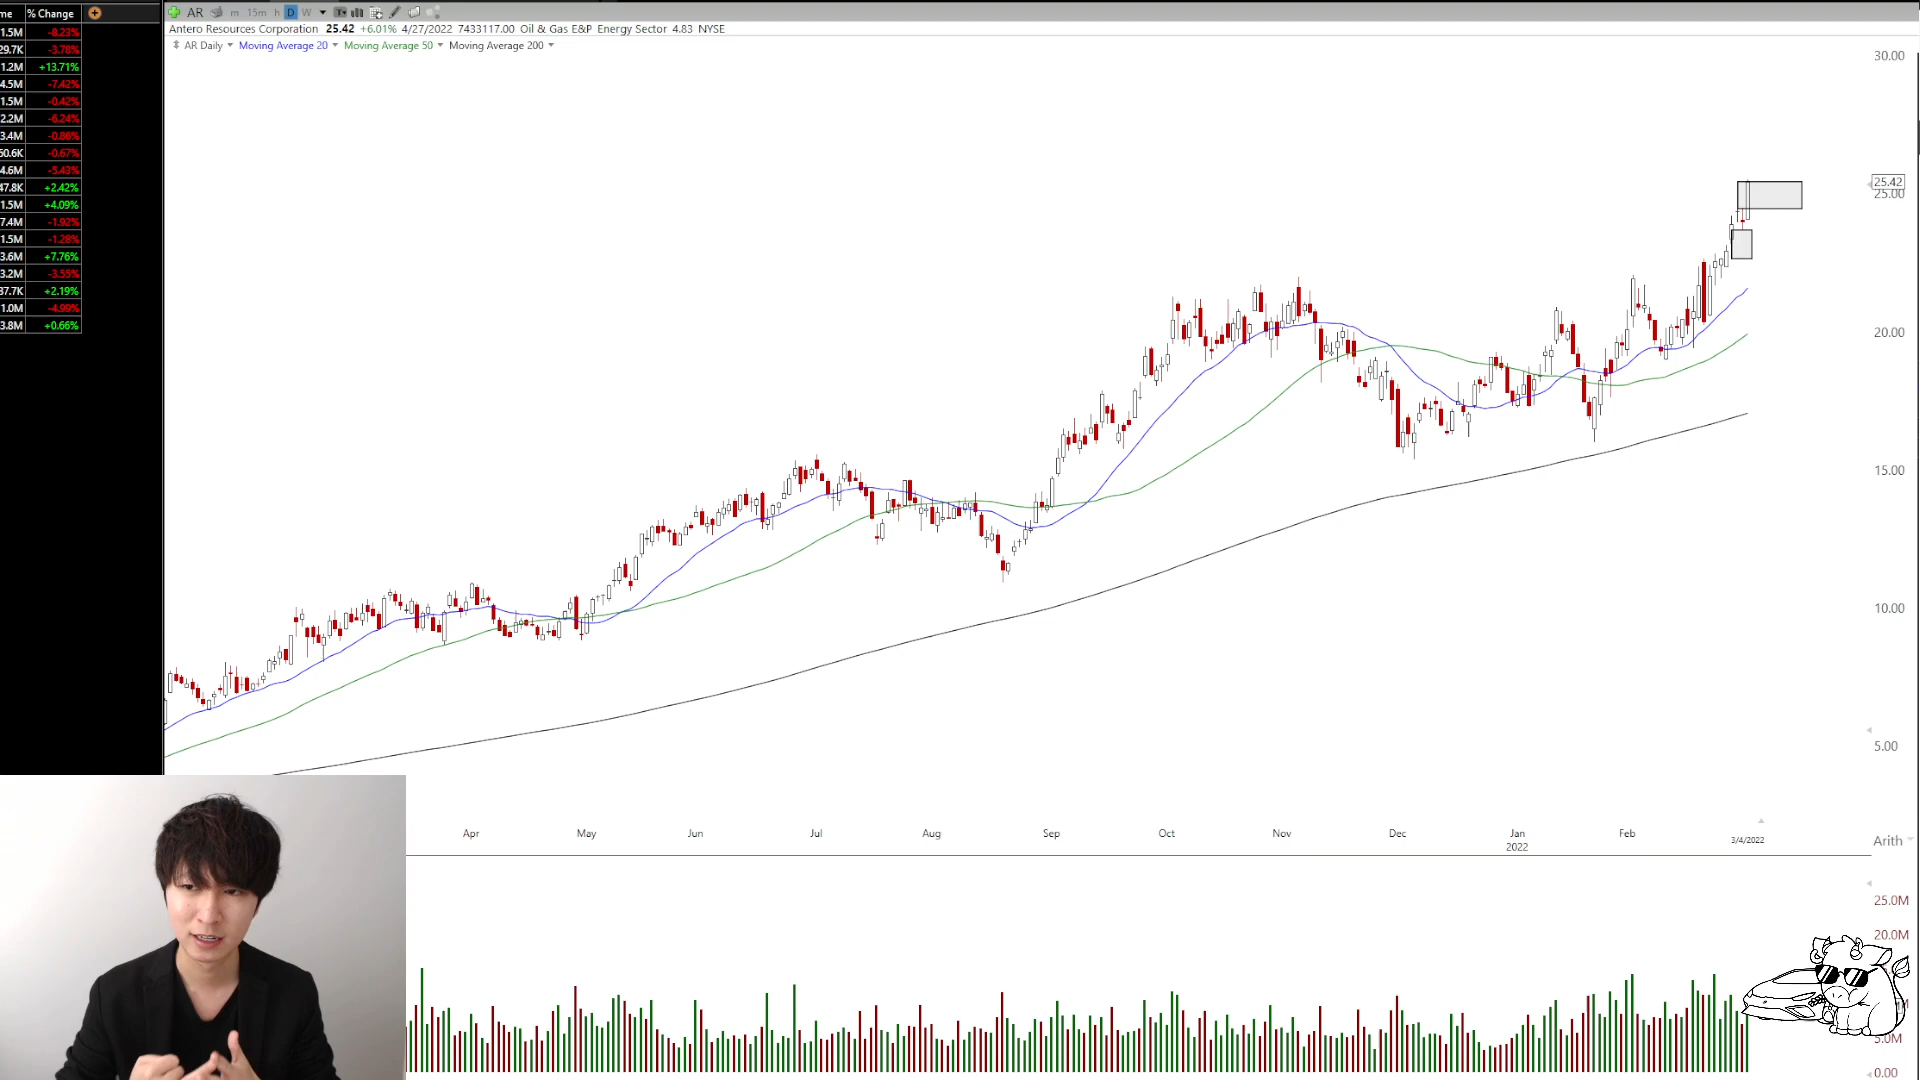 me % Change
1.5M -8.23%
29.7K -3.78%
1.2M +13.71%
4.5M -7.42%
1.5M -0.42%
2.2M -6.24%
3.4M -0.86%
60.6K -0.67%
4.6M -5.43%
47.8K +2.42%
1.5M +4.09%
7.4M -1.92%
1.5M -1.28%
3.6M +7.76%
3.2M -3.55%
37.7K +2.19%
1.0M -4.99%
3.8M +0.66%
AR m 15m h D W
Antero Resources Corporation 25.42 +6.01% 4/27/2022 7433117.00 Oil & Gas E&P Energy Sector 4.83 NYSE
AR Daily Moving Average 20 Moving Average 50 Moving Average 200
30.00
25.42
25.00
20.00
15.00
10.00
5.00
Apr May Jun Jul Aug Sep Oct Nov Dec Jan Feb 3/4/2022
2022
Arith
25.0M
20.0M
5.0M
0.00